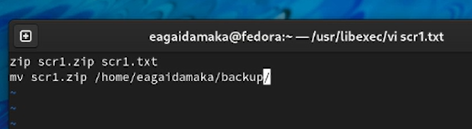 eagaidamaka@fedora:~ — /usr/libexec/vi scr1.txt
zip scr1.zip scr1.txt
mv scr1.zip /home/eagaidamaka/backup/
~
~
~